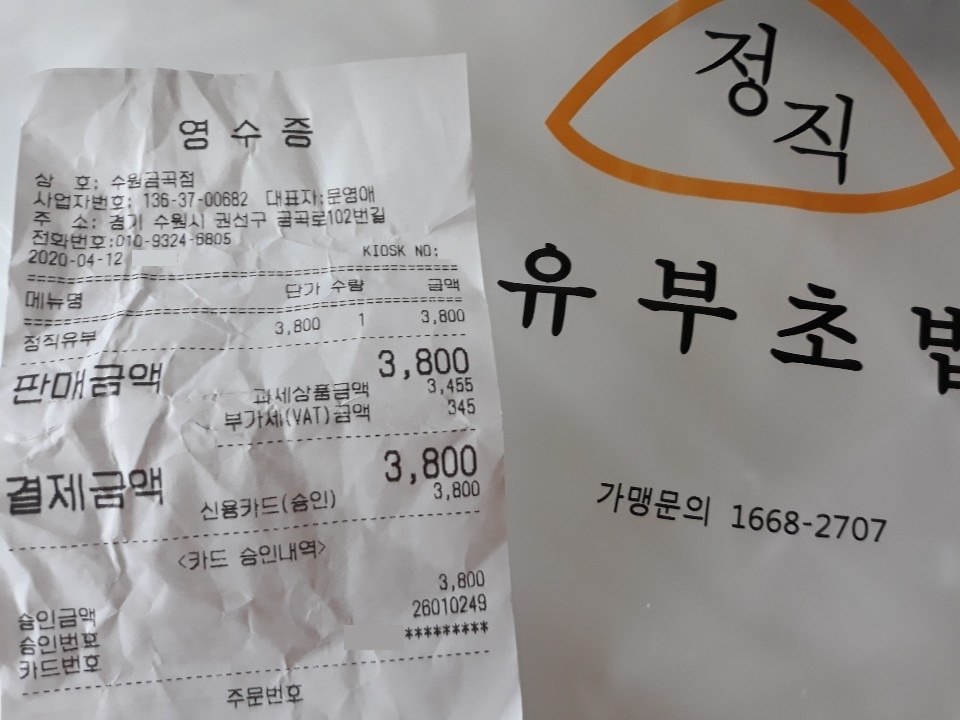 영 수 증
상 호: 수원금곡점
사업자번호: 136-37-00682 대표자:문영애
주 소: 경기 수원시 권선구 금곡로102번길
전화번호:010-9324-6805
2020-04-12 KIOSK NO:
메뉴명 단가 수량 금액
정직유부 3,800 1 3,800
판매금액 3,800
과세상품금액 3,455
부가세(VAT)금액 345
결제금액 3,800
신용카드(승인) 3,800
<카드 승인내역>
승인금액 3,800
승인번호 26010249
카드번호 *********
주문번호
정직
유부초밥
가맹문의 1668-2707